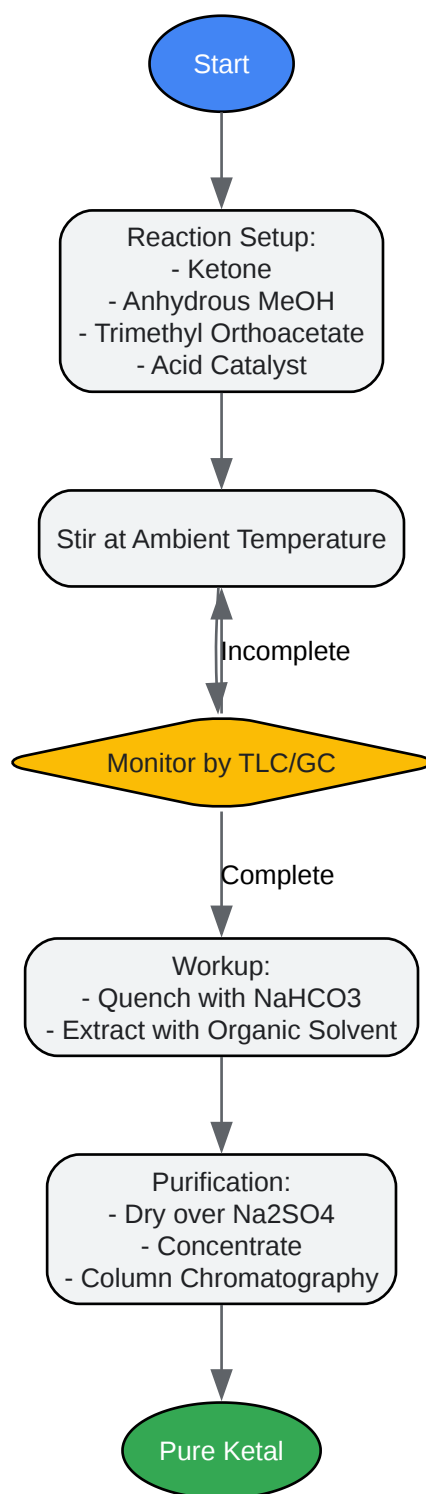 Start
Reaction Setup:
- Ketone
- Anhydrous MeOH
- Trimethyl Orthoacetate
- Acid Catalyst
Stir at Ambient Temperature
Incomplete
Monitor by TLC/GC
Complete
Workup:
- Quench with NaHCO3
- Extract with Organic Solvent
Purification:
- Dry over Na2SO4
- Concentrate
- Column Chromatography
Pure Ketal